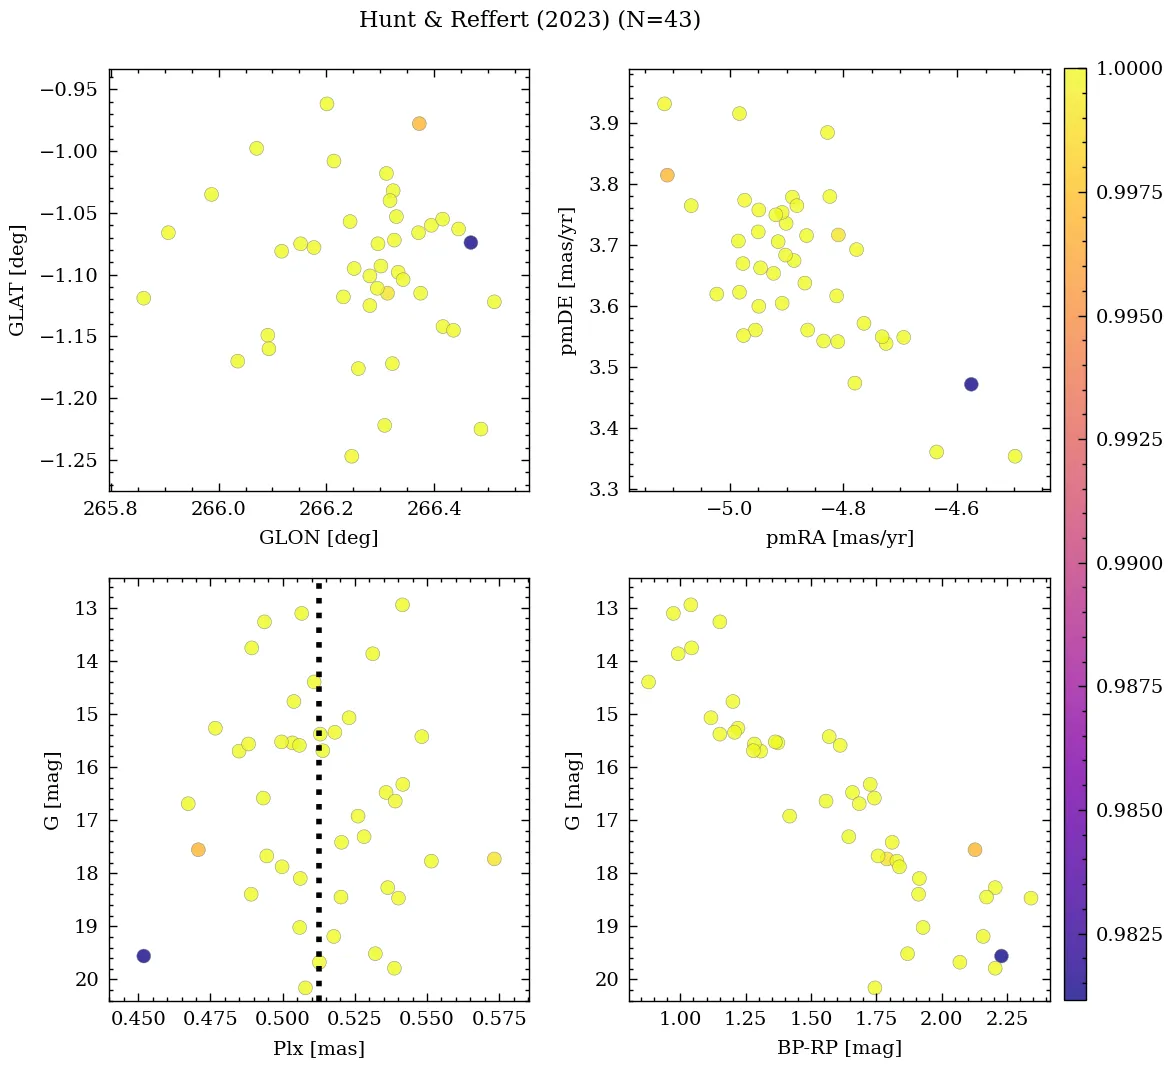 Hunt & Reffert (2023) (N=43)
−0.95
−1.00
−1.05
−1.10
−1.15
−1.20
−1.25
GLAT [deg]
265.8 266.0 266.2 266.4
GLON [deg]
3.9
3.8
3.7
3.6
3.5
3.4
3.3
pmDE [mas/yr]
−5.0 −4.8 −4.6
pmRA [mas/yr]
13
14
15
16
17
18
19
20
G [mag]
0.450 0.475 0.500 0.525 0.550 0.575
Plx [mas]
13
14
15
16
17
18
19
20
G [mag]
1.00 1.25 1.50 1.75 2.00 2.25
BP-RP [mag]
1.0000
0.9975
0.9950
0.9925
0.9900
0.9875
0.9850
0.9825